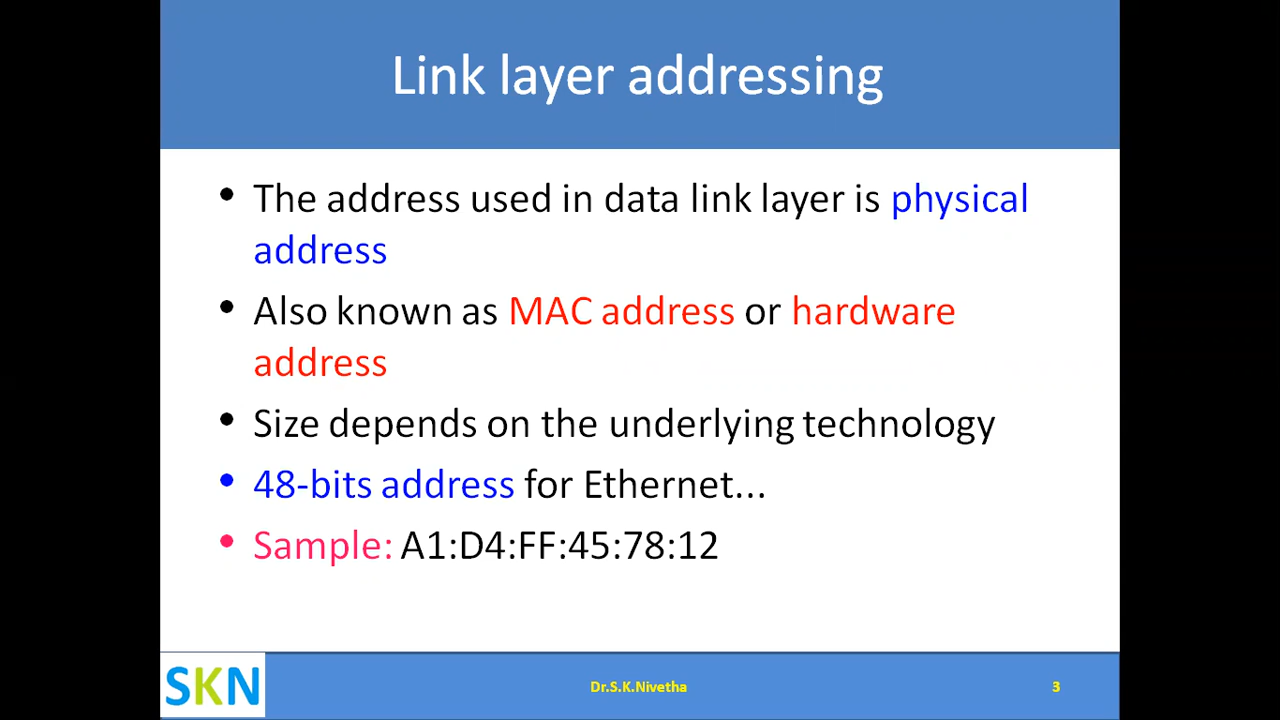 Link layer addressing
• The address used in data link layer is physical
address
• Also known as MAC address or hardware
address
• Size depends on the underlying technology
• 48-bits address for Ethernet...
• Sample: A1:D4:FF:45:78:12
SKN
Dr.S.K.Nivetha
3